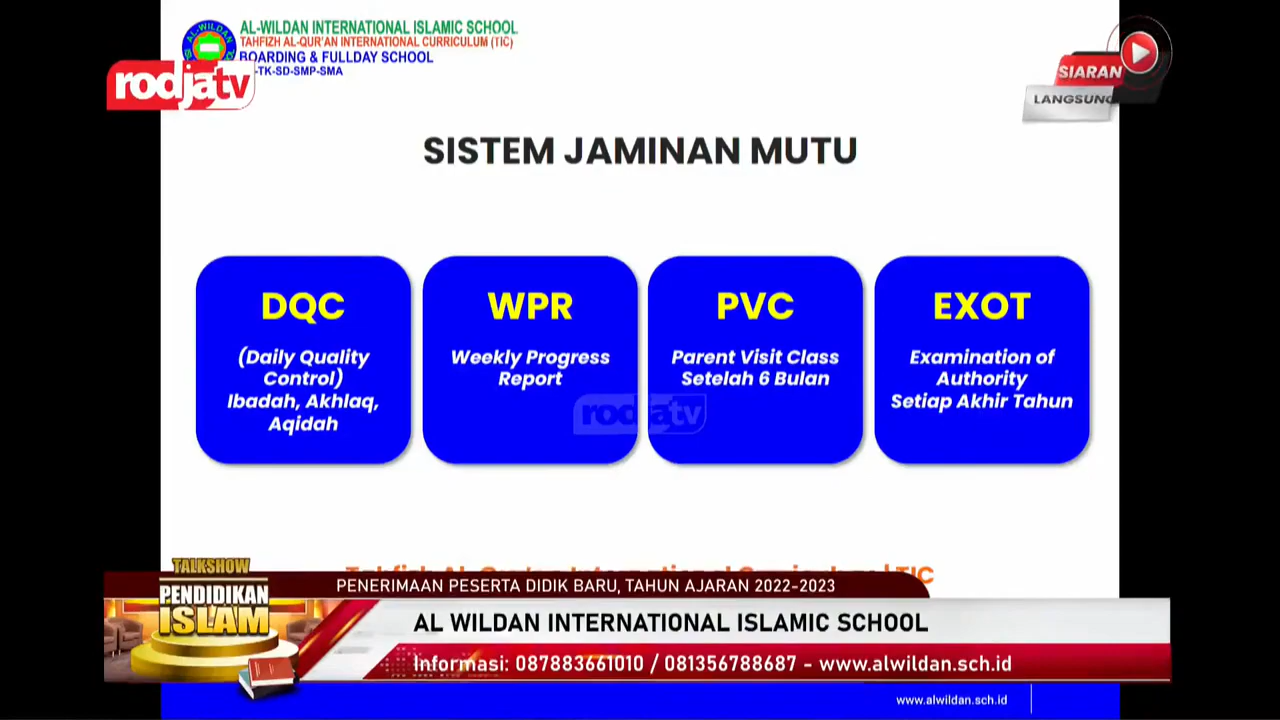 AL-WILDAN INTERNATIONAL ISLAMIC SCHOOL
TAHFIZH AL-QUR'AN INTERNATIONAL CURRICULUM (TIC)
BOARDING & FULLDAY SCHOOL
-TK-SD-SMP-SMA
rodjatv
SIARAN
LANGSUNG
SISTEM JAMINAN MUTU
DQC
(Daily Quality
Control)
Ibadah, Akhlaq,
Aqidah
WPR
Weekly Progress
Report
PVC
Parent Visit Class
Setelah 6 Bulan
EXOT
Examination of
Authority
Setiap Akhir Tahun
rodjatv
TALKSHOW
PENDIDIKAN
ISLAM
PENERIMAAN PESERTA DIDIK BARU, TAHUN AJARAN 2022-2023
AL WILDAN INTERNATIONAL ISLAMIC SCHOOL
Informasi: 087883661010 / 081356788687 - www.alwildan.sch.id
www.alwildan.sch.id